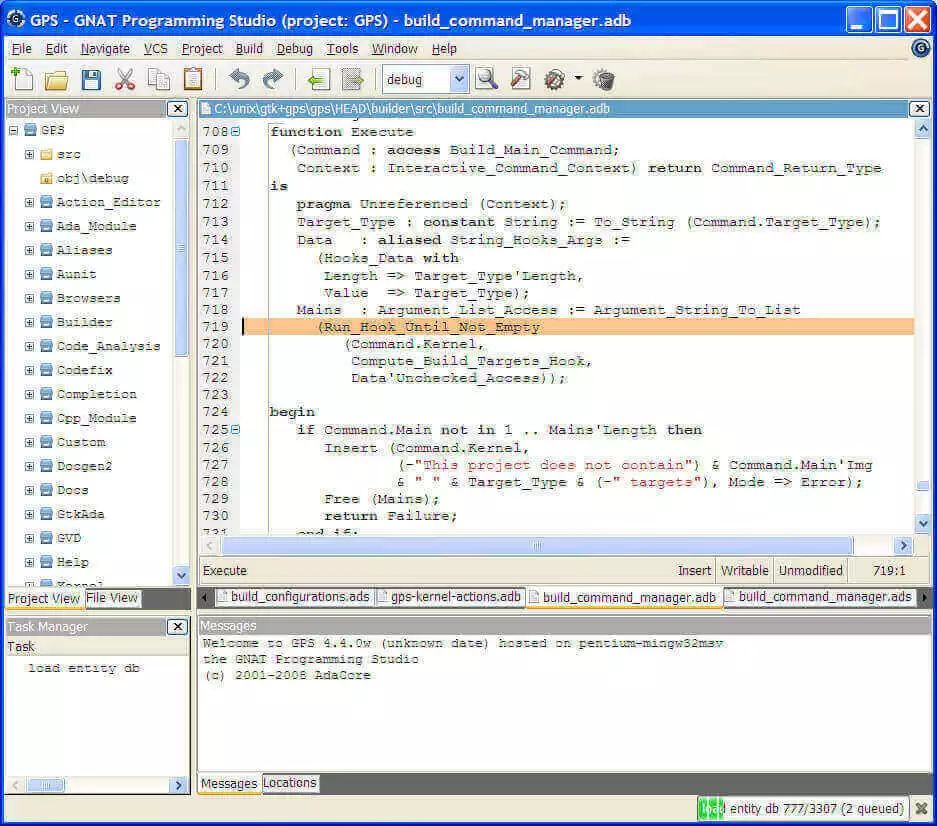 GPS - GNAT Programming Studio (project: GPS) - build_command_manager.adb
File Edit Navigate VCS Project Build Debug Tools Window Help
debug
Project View
GPS
src
obj\debug
Action_Editor
Ada_Module
Aliases
Aunit
Browsers
Builder
Code_Analysis
Codefix
Completion
Cpp_Module
Custom
Docgen2
Docs
GtkAda
GVD
Help
Kernel
Project View File View
C:\unix\gtk+gps\gps\HEAD\builder\src\build_command_manager.adb
708 function Execute
709 (Command : access Build_Main_Command;
710 Context : Interactive_Command_Context) return Command_Return_Type
711 is
712 pragma Unreferenced (Context);
713 Target_Type : constant String := To_String (Command.Target_Type);
714 Data : aliased String_Hooks_Args :=
715 (Hooks_Data with
716 Length => Target_Type'Length,
717 Value => Target_Type);
718 Mains : Argument_List_Access := Argument_String_To_List
719 (Run_Hook_Until_Not_Empty
720 (Command.Kernel,
721 Compute_Build_Targets_Hook,
722 Data'Unchecked_Access));
723
724 begin
725 if Command.Main not in 1 .. Mains'Length then
726 Insert (Command.Kernel,
727 (-"This project does not contain") & Command.Main'Img
728 & " " & Target_Type & (-" targets"), Mode => Error);
729 Free (Mains);
730 return Failure;
731 end if;
Execute Insert Writable Unmodified 719:1
build_configurations.ads gps-kernel-actions.adb build_command_manager.adb build_command_manager.ads
Task Manager
Task
load entity db
Messages
Welcome to GPS 4.4.0w (unknown date) hosted on pentium-mingw32msv
the GNAT Programming Studio
(c) 2001-2008 AdaCore
Messages Locations
load entity db 777/3307 (2 queued)